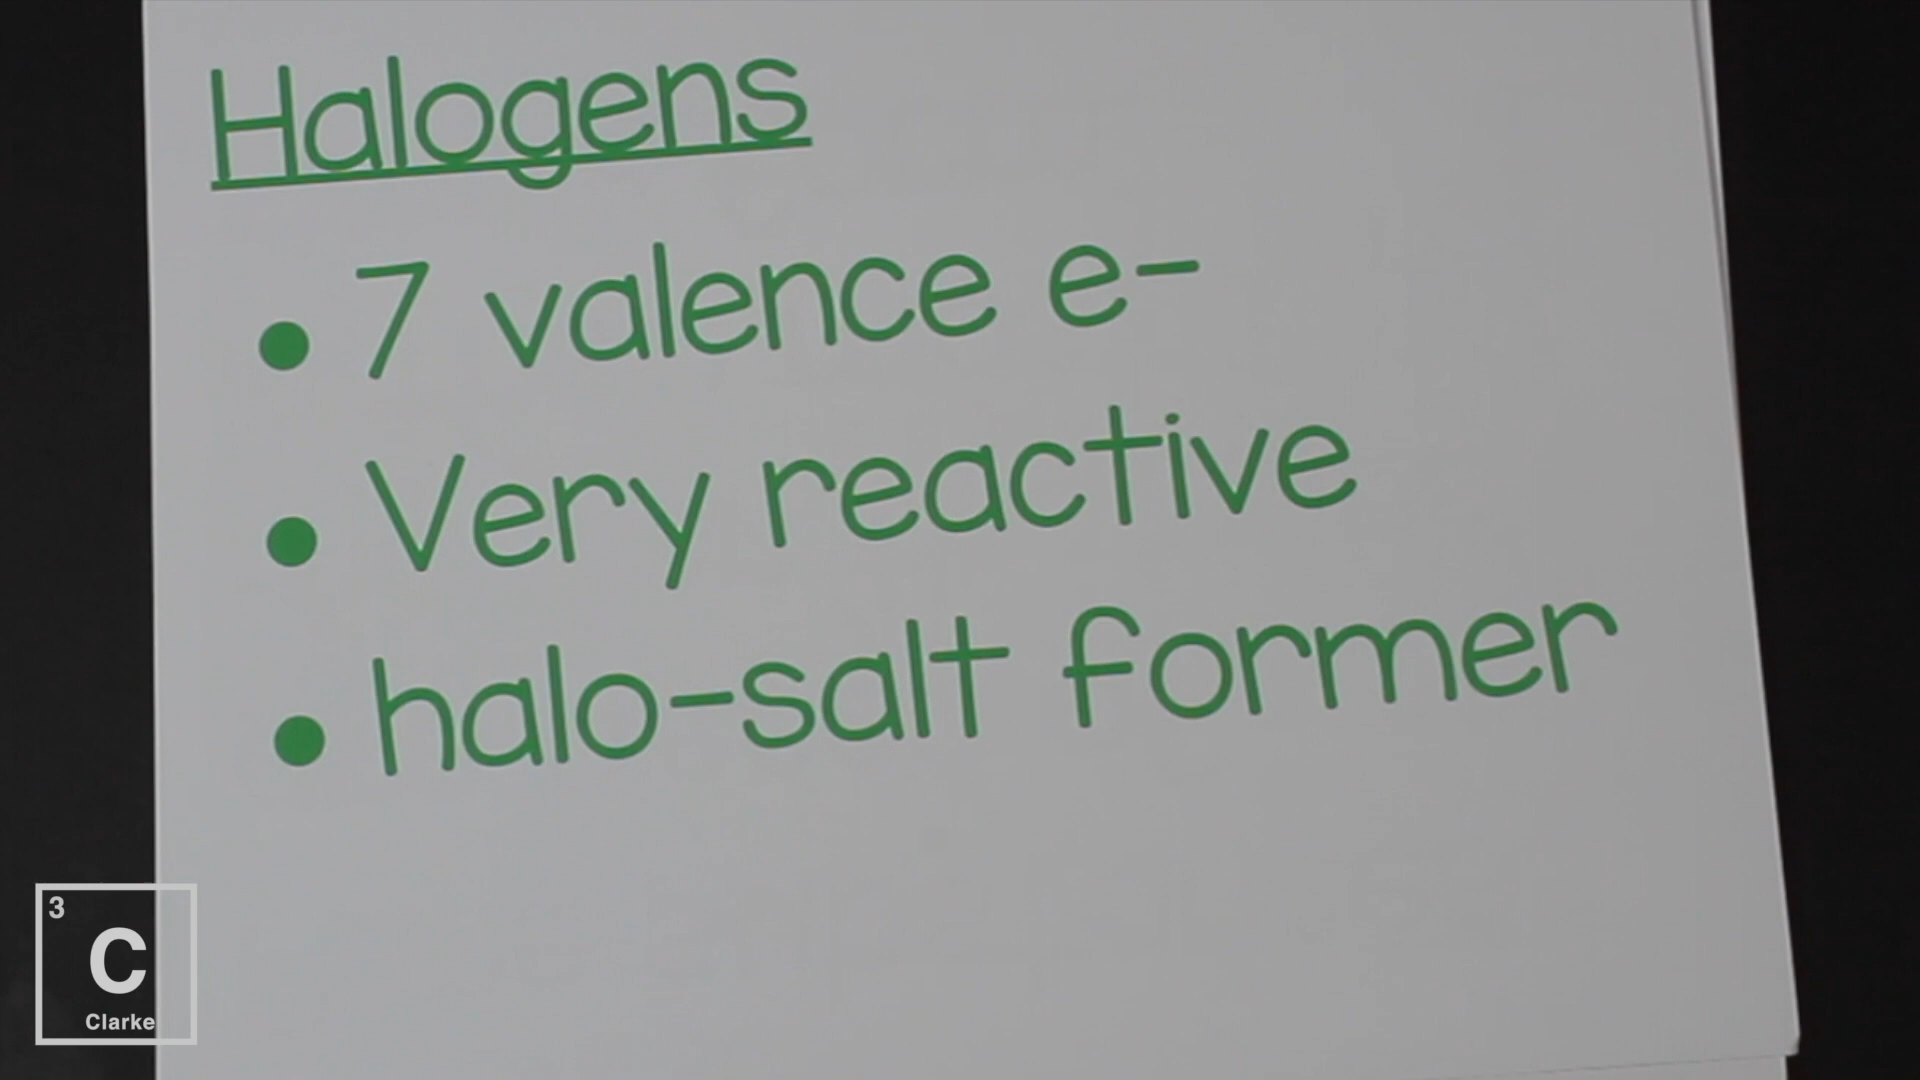 Halogens
• 7 valence e-
• Very reactive
• halo-salt former
3
C
Clarke